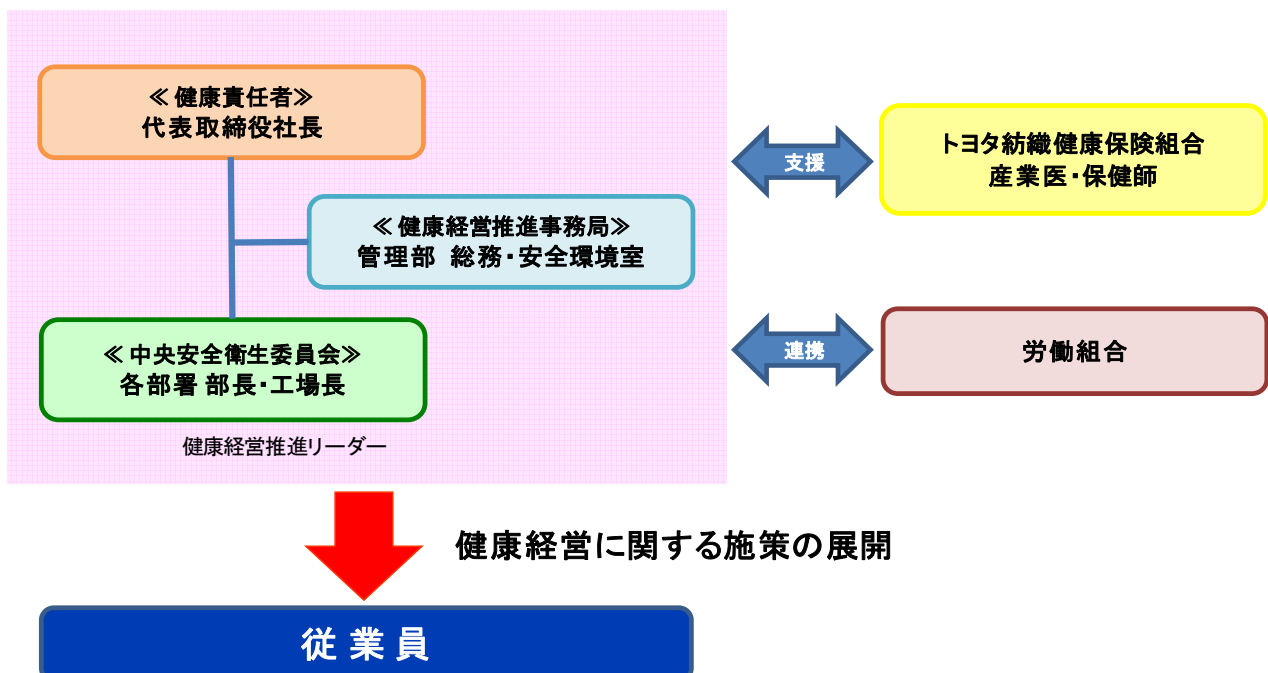 ≪ 健康責任者≫
代表取締役社長
≪ 健康経営推進事務局≫
管理部 総務・安全環境室
≪ 中央安全衛生委員会≫
各部署 部長・工場長
健康経営推進リーダー
支援
トヨタ紡織健康保険組合
産業医・保健師
連携
労働組合
健康経営に関する施策の展開
従 業 員